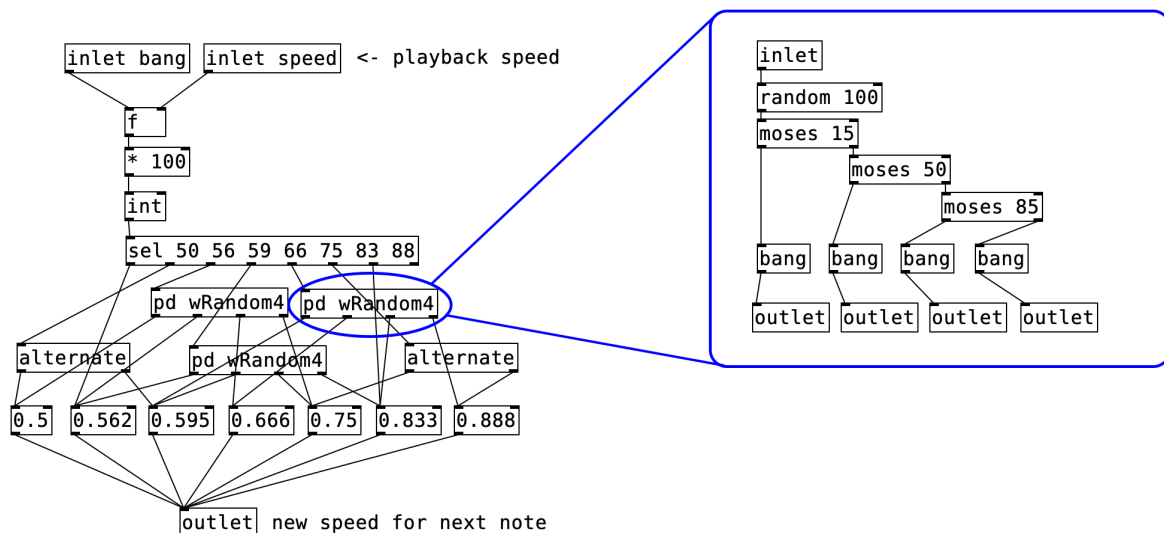 inlet bang
inlet speed
<- playback speed
f
* 100
int
sel 50 56 59 66 75 83 88
pd wRandom4
pd wRandom4
alternate
pd wRandom4
alternate
0.5
0.562
0.595
0.666
0.75
0.833
0.888
outlet
new speed for next note
inlet
random 100
moses 15
moses 50
moses 85
bang
bang
bang
bang
outlet
outlet
outlet
outlet